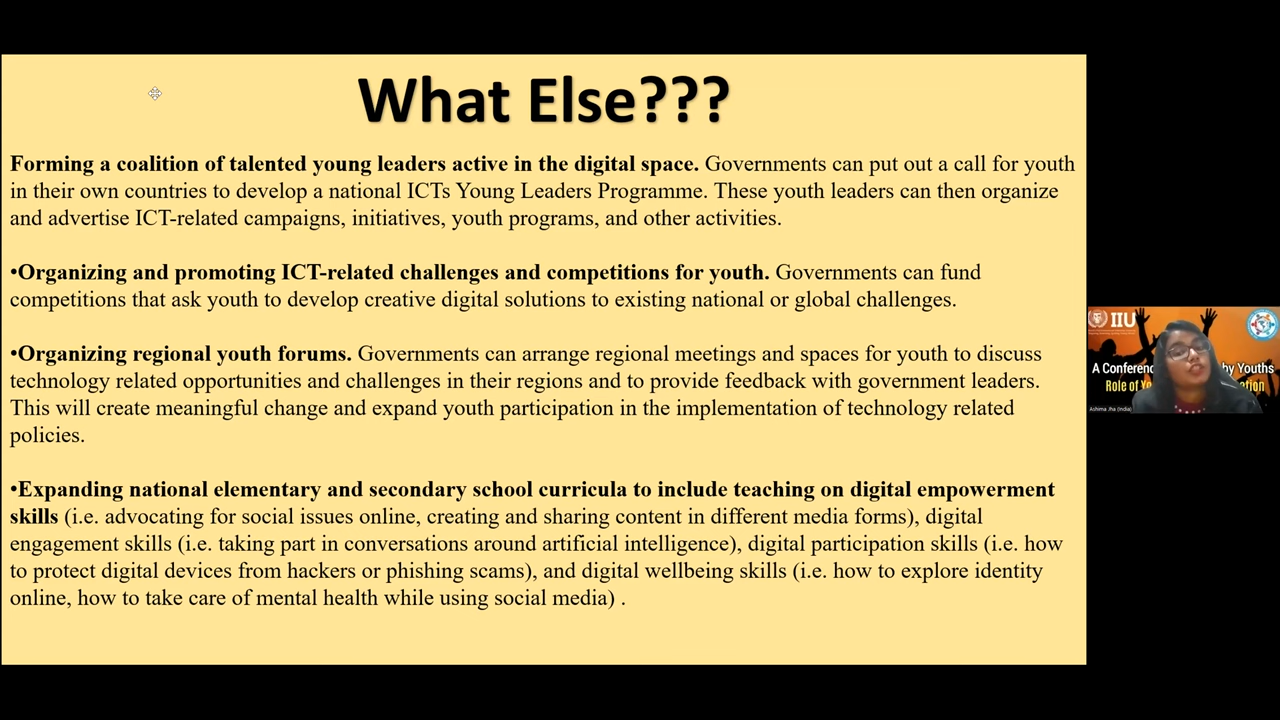 What Else???
Forming a coalition of talented young leaders active in the digital space. Governments can put out a call for youth
in their own countries to develop a national ICTs Young Leaders Programme. These youth leaders can then organize
and advertise ICT-related campaigns, initiatives, youth programs, and other activities.
•Organizing and promoting ICT-related challenges and competitions for youth. Governments can fund
competitions that ask youth to develop creative digital solutions to existing national or global challenges.
•Organizing regional youth forums. Governments can arrange regional meetings and spaces for youth to discuss
technology related opportunities and challenges in their regions and to provide feedback with government leaders.
This will create meaningful change and expand youth participation in the implementation of technology related
policies.
•Expanding national elementary and secondary school curricula to include teaching on digital empowerment
skills (i.e. advocating for social issues online, creating and sharing content in different media forms), digital
engagement skills (i.e. taking part in conversations around artificial intelligence), digital participation skills (i.e. how
to protect digital devices from hackers or phishing scams), and digital wellbeing skills (i.e. how to explore identity
online, how to take care of mental health while using social media) .
IIU
A Conferenc by Youths
Role of Yo
Ashima Jha (India)